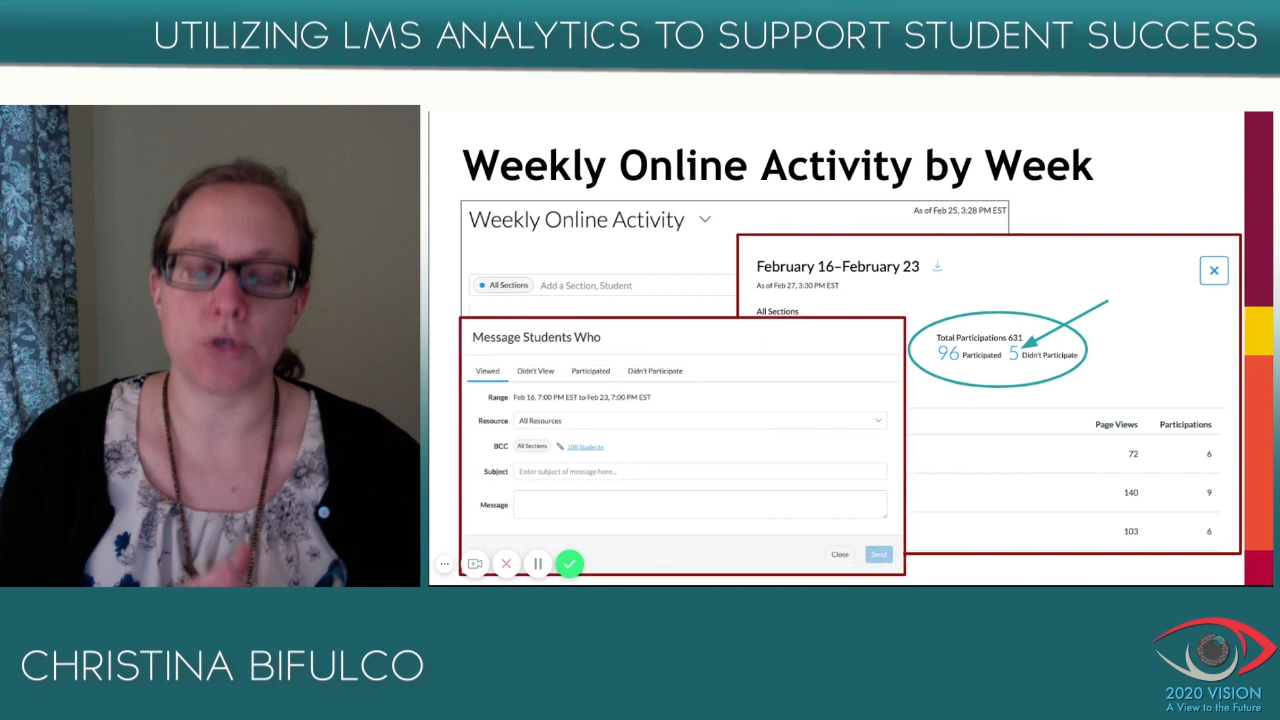 UTILIZING LMS ANALYTICS TO SUPPORT STUDENT SUCCESS
Weekly Online Activity by Week
Weekly Online Activity
As of Feb 25, 3:28 PM EST
All Sections
Add a Section, Student
February 16–February 23
As of Feb 27, 3:30 PM EST
All Sections
Total Participations 631
96 Participated 5 Didn't Participate
Page Views Participations
72 6
140 9
103 6
Message Students Who
Viewed Didn't View Participated Didn't Participate
Range Feb 16, 7:00 PM EST to Feb 23, 7:00 PM EST
Resource All Resources
BCC All Sections 100 Students
Subject Enter subject of message here...
Message
Close Send
CHRISTINA BIFULCO
2020 VISION
A View to the Future